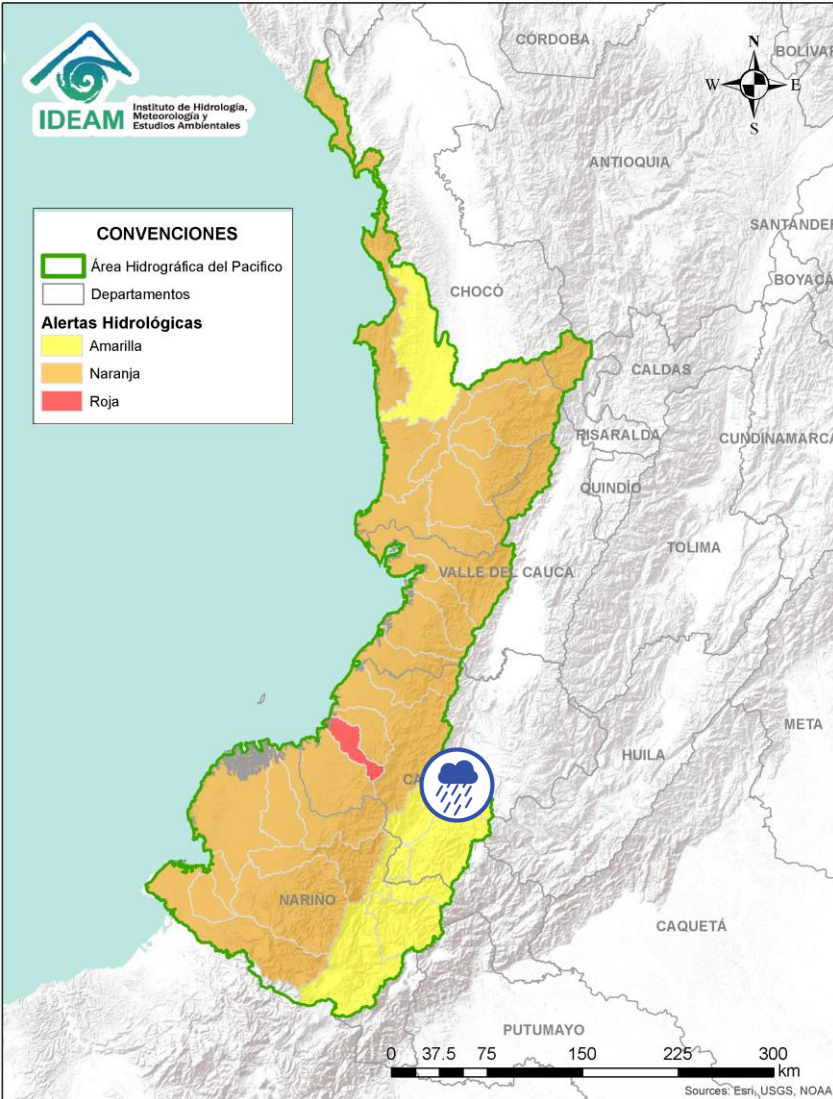 IDEAM
Instituto de Hidrología,
Meteorología y
Estudios Ambientales
CÓRDOBA
BOLÍVAR
N
W
E
S
ANTIOQUIA
SANTANDER
BOYACÁ
CONVENCIONES
Área Hidrográfica del Pacifico
Departamentos
Alertas Hidrológicas
Amarilla
Naranja
Roja
CHOCÓ
CALDAS
RISARALDA
CUNDINAMARCA
QUINDÍO
TOLIMA
VALLE DEL CAUCA
META
HUILA
CA
NARIÑO
CAQUETÁ
PUTUMAYO
0 37.5 75 150 225 300
km
Sources: Esri, USGS, NOAA